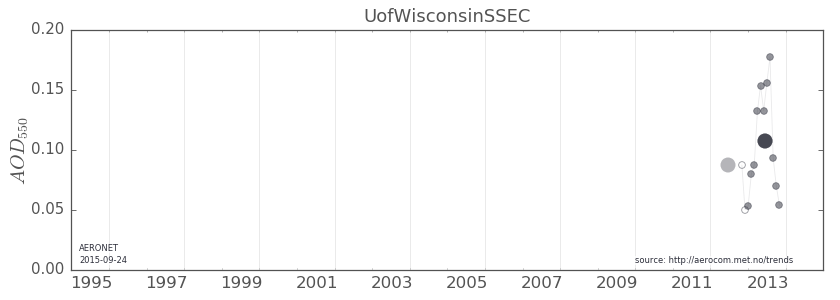 UofWisconsinSSEC
0.20
0.15
0.10
0.05
0.00
AOD550
AERONET
2015-09-24
source: http://aerocom.met.no/trends
1995 1997 1999 2001 2003 2005 2007 2009 2011 2013